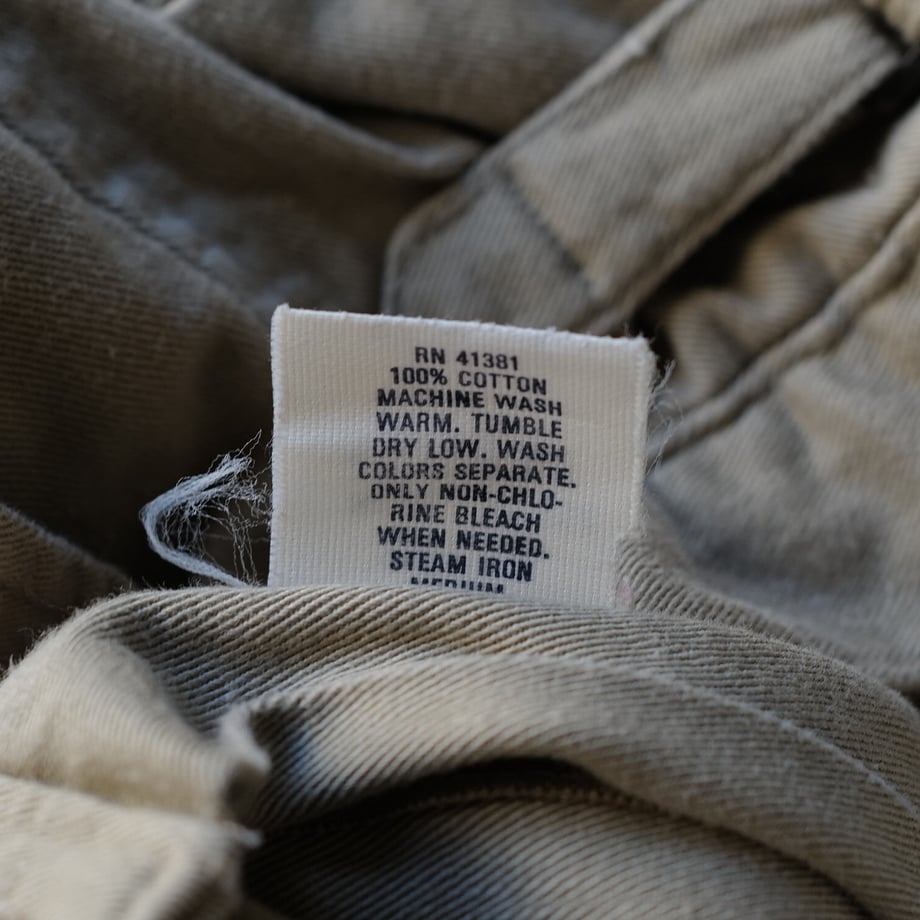 RN 41381
100% COTTON
MACHINE WASH
WARM. TUMBLE
DRY LOW. WASH
COLORS SEPARATE.
ONLY NON-CHLO-
RINE BLEACH
WHEN NEEDED.
STEAM IRON
MEDIUM